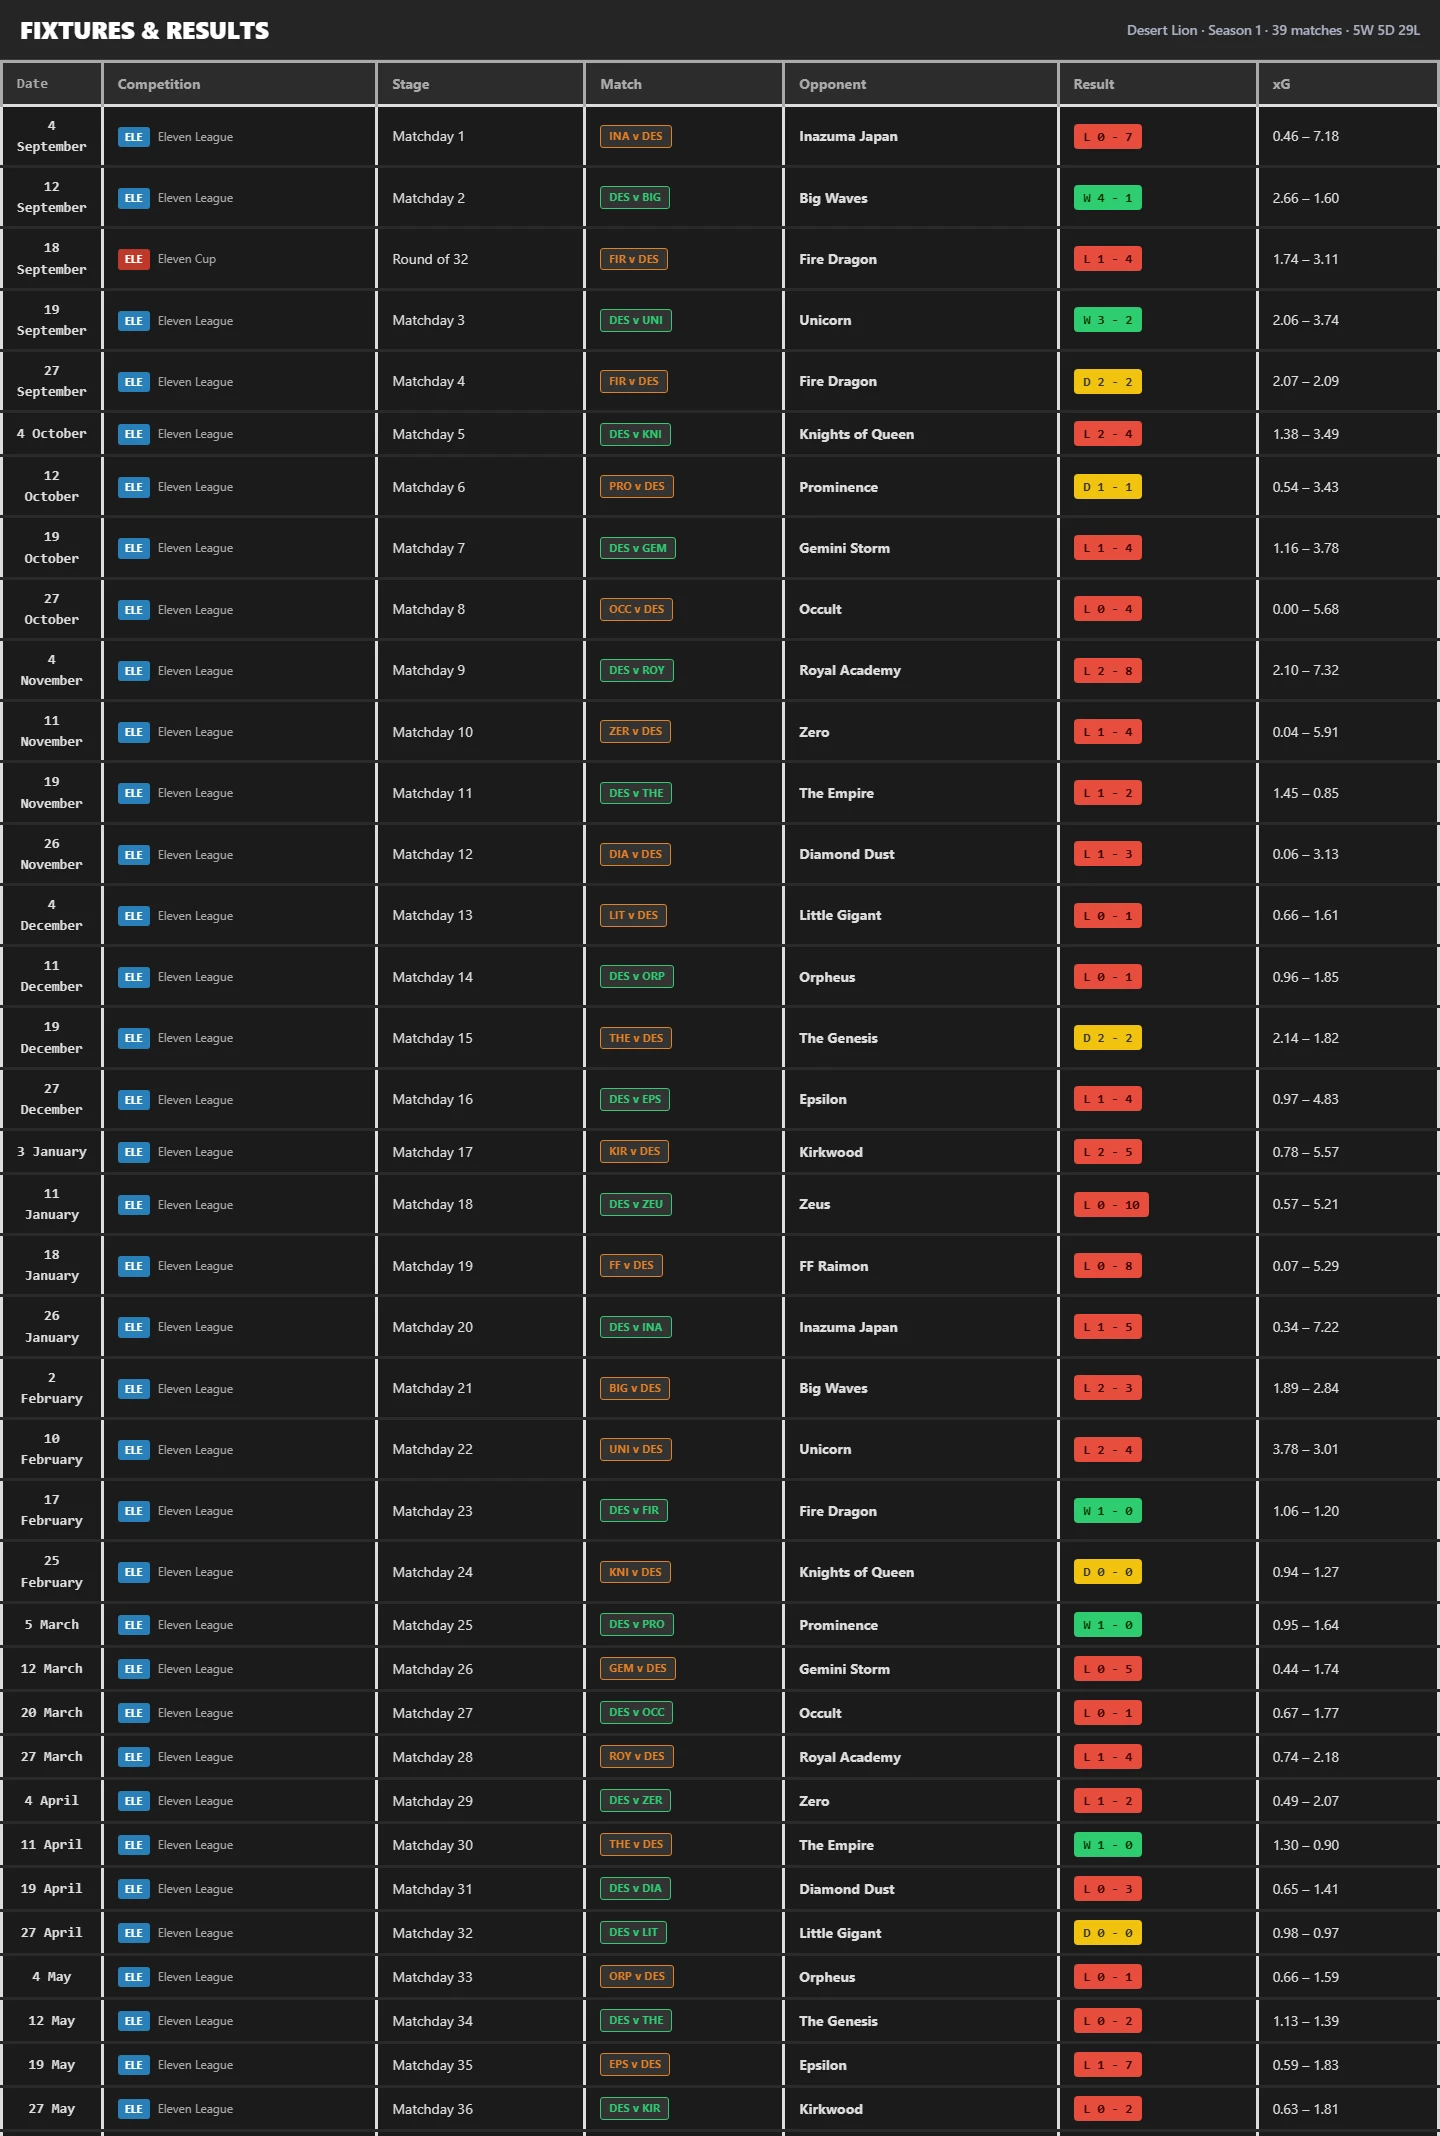 FIXTURES & RESULTS
Desert Lion · Season 1 · 39 matches · 5W 5D 29L
Date Competition Stage Match Opponent Result xG
4 September ELE Eleven League Matchday 1 INA v DES Inazuma Japan L 0 - 7 0.46 – 7.18
12 September ELE Eleven League Matchday 2 DES v BIG Big Waves W 4 - 1 2.66 – 1.60
18 September ELE Eleven Cup Round of 32 FIR v DES Fire Dragon L 1 - 4 1.74 – 3.11
19 September ELE Eleven League Matchday 3 DES v UNI Unicorn W 3 - 2 2.06 – 3.74
27 September ELE Eleven League Matchday 4 FIR v DES Fire Dragon D 2 - 2 2.07 – 2.09
4 October ELE Eleven League Matchday 5 DES v KNI Knights of Queen L 2 - 4 1.38 – 3.49
12 October ELE Eleven League Matchday 6 PRO v DES Prominence D 1 - 1 0.54 – 3.43
19 October ELE Eleven League Matchday 7 DES v GEM Gemini Storm L 1 - 4 1.16 – 3.78
27 October ELE Eleven League Matchday 8 OCC v DES Occult L 0 - 4 0.00 – 5.68
4 November ELE Eleven League Matchday 9 DES v ROY Royal Academy L 2 - 8 2.10 – 7.32
11 November ELE Eleven League Matchday 10 ZER v DES Zero L 1 - 4 0.04 – 5.91
19 November ELE Eleven League Matchday 11 DES v THE The Empire L 1 - 2 1.45 – 0.85
26 November ELE Eleven League Matchday 12 DIA v DES Diamond Dust L 1 - 3 0.06 – 3.13
4 December ELE Eleven League Matchday 13 LIT v DES Little Gigant L 0 - 1 0.66 – 1.61
11 December ELE Eleven League Matchday 14 DES v ORP Orpheus L 0 - 1 0.96 – 1.85
19 December ELE Eleven League Matchday 15 THE v DES The Genesis D 2 - 2 2.14 – 1.82
27 December ELE Eleven League Matchday 16 DES v EPS Epsilon L 1 - 4 0.97 – 4.83
3 January ELE Eleven League Matchday 17 KIR v DES Kirkwood L 2 - 5 0.78 – 5.57
11 January ELE Eleven League Matchday 18 DES v ZEU Zeus L 0 - 10 0.57 – 5.21
18 January ELE Eleven League Matchday 19 FF v DES FF Raimon L 0 - 8 0.07 – 5.29
26 January ELE Eleven League Matchday 20 DES v INA Inazuma Japan L 1 - 5 0.34 – 7.22
2 February ELE Eleven League Matchday 21 BIG v DES Big Waves L 2 - 3 1.89 – 2.84
10 February ELE Eleven League Matchday 22 UNI v DES Unicorn L 2 - 4 3.78 – 3.01
17 February ELE Eleven League Matchday 23 DES v FIR Fire Dragon W 1 - 0 1.06 – 1.20
25 February ELE Eleven League Matchday 24 KNI v DES Knights of Queen D 0 - 0 0.94 – 1.27
5 March ELE Eleven League Matchday 25 DES v PRO Prominence W 1 - 0 0.95 – 1.64
12 March ELE Eleven League Matchday 26 GEM v DES Gemini Storm L 0 - 5 0.44 – 1.74
20 March ELE Eleven League Matchday 27 DES v OCC Occult L 0 - 1 0.67 – 1.77
27 March ELE Eleven League Matchday 28 ROY v DES Royal Academy L 1 - 4 0.74 – 2.18
4 April ELE Eleven League Matchday 29 DES v ZER Zero L 1 - 2 0.49 – 2.07
11 April ELE Eleven League Matchday 30 THE v DES The Empire W 1 - 0 1.30 – 0.90
19 April ELE Eleven League Matchday 31 DES v DIA Diamond Dust L 0 - 3 0.65 – 1.41
27 April ELE Eleven League Matchday 32 DES v LIT Little Gigant D 0 - 0 0.98 – 0.97
4 May ELE Eleven League Matchday 33 ORP v DES Orpheus L 0 - 1 0.66 – 1.59
12 May ELE Eleven League Matchday 34 DES v THE The Genesis L 0 - 2 1.13 – 1.39
19 May ELE Eleven League Matchday 35 EPS v DES Epsilon L 1 - 7 0.59 – 1.83
27 May ELE Eleven League Matchday 36 DES v KIR Kirkwood L 0 - 2 0.63 – 1.81